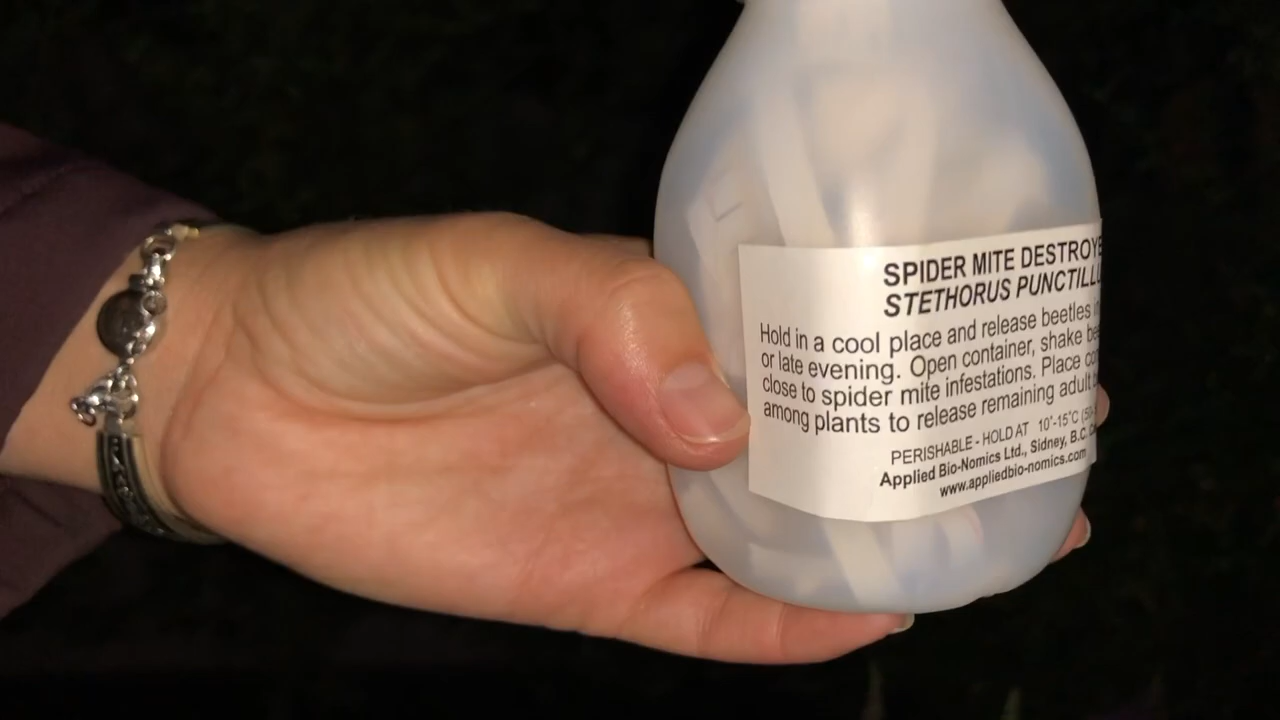 SPIDER MITE DESTROYE
STETHORUS PUNCTILLU
Hold in a cool place and release beetles
or late evening. Open container, shake
close to spider mite infestations. Place
among plants to release remaining adult
PERISHABLE - HOLD AT 10°-15°C
Applied Bio-Nomics Ltd., Sidney, B.C.
www.appliedbio-nomics.com